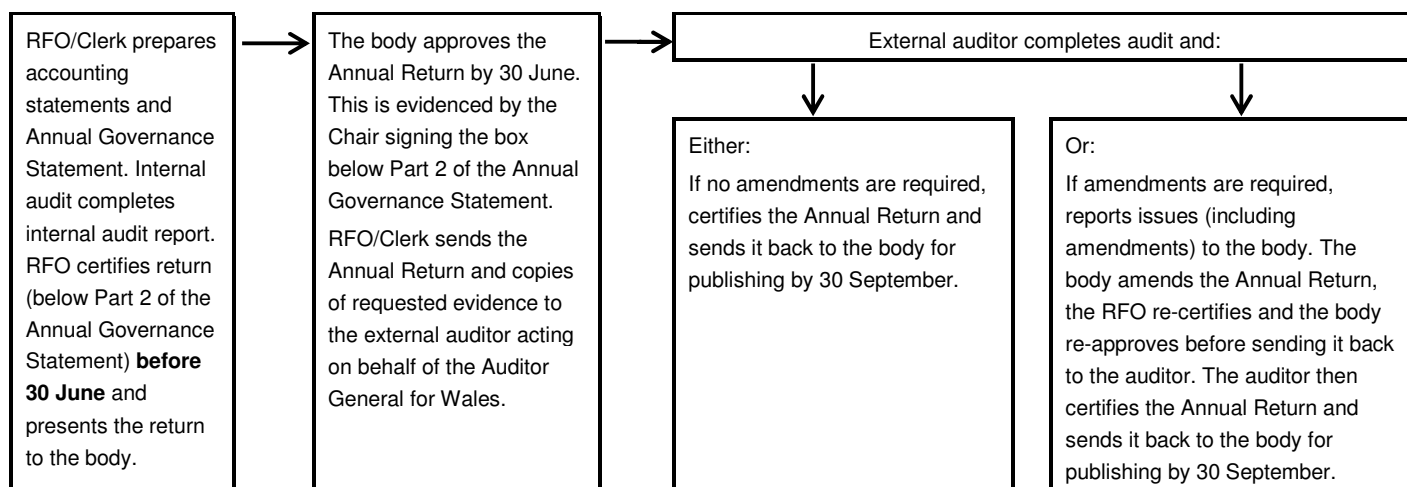 RFO/Clerk prepares
accounting
statements and
Annual Governance
Statement. Internal
audit completes
internal audit report.
RFO certifies return
(below Part 2 of the
Annual Governance
Statement) before
30 June and
presents the return
to the body.
The body approves the
Annual Return by 30 June.
This is evidenced by the
Chair signing the box
below Part 2 of the Annual
Governance Statement.
RFO/Clerk sends the
Annual Return and copies
of requested evidence to
the external auditor acting
on behalf of the Auditor
General for Wales.
External auditor completes audit and:
Either:
If no amendments are required,
certifies the Annual Return and
sends it back to the body for
publishing by 30 September.
Or:
If amendments are required,
reports issues (including
amendments) to the body. The
body amends the Annual Return,
the RFO re-certifies and the body
re-approves before sending it back
to the auditor. The auditor then
certifies the Annual Return and
sends it back to the body for
publishing by 30 September.